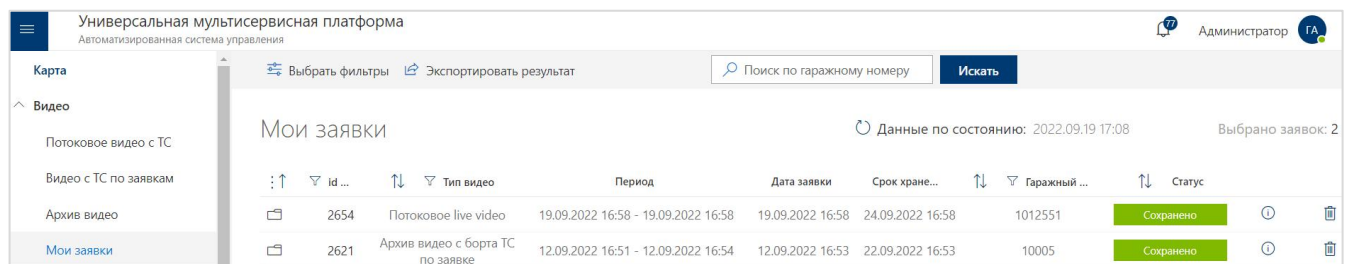 Универсальная мультисервисная платформа
Автоматизированная система управления
77
Администратор
ГА
Карта
Выбрать фильтры
Экспортировать результат
Поиск по гаражному номеру
Искать
Видео
Потоковое видео с ТС
Видео с ТС по заявкам
Архив видео
Мои заявки
Мои заявки
Данные по состоянию: 2022.09.19 17:08
Выбрано заявок: 2
id ... Тип видео Период Дата заявки Срок хране... Гаражный ... Статус
2654 Потоковое live video 19.09.2022 16:58 - 19.09.2022 16:58 19.09.2022 16:58 24.09.2022 16:58 1012551 Сохранено
2621 Архив видео с борта ТС 12.09.2022 16:51 - 12.09.2022 16:54 12.09.2022 16:53 22.09.2022 16:53 10005 Сохранено
по заявке